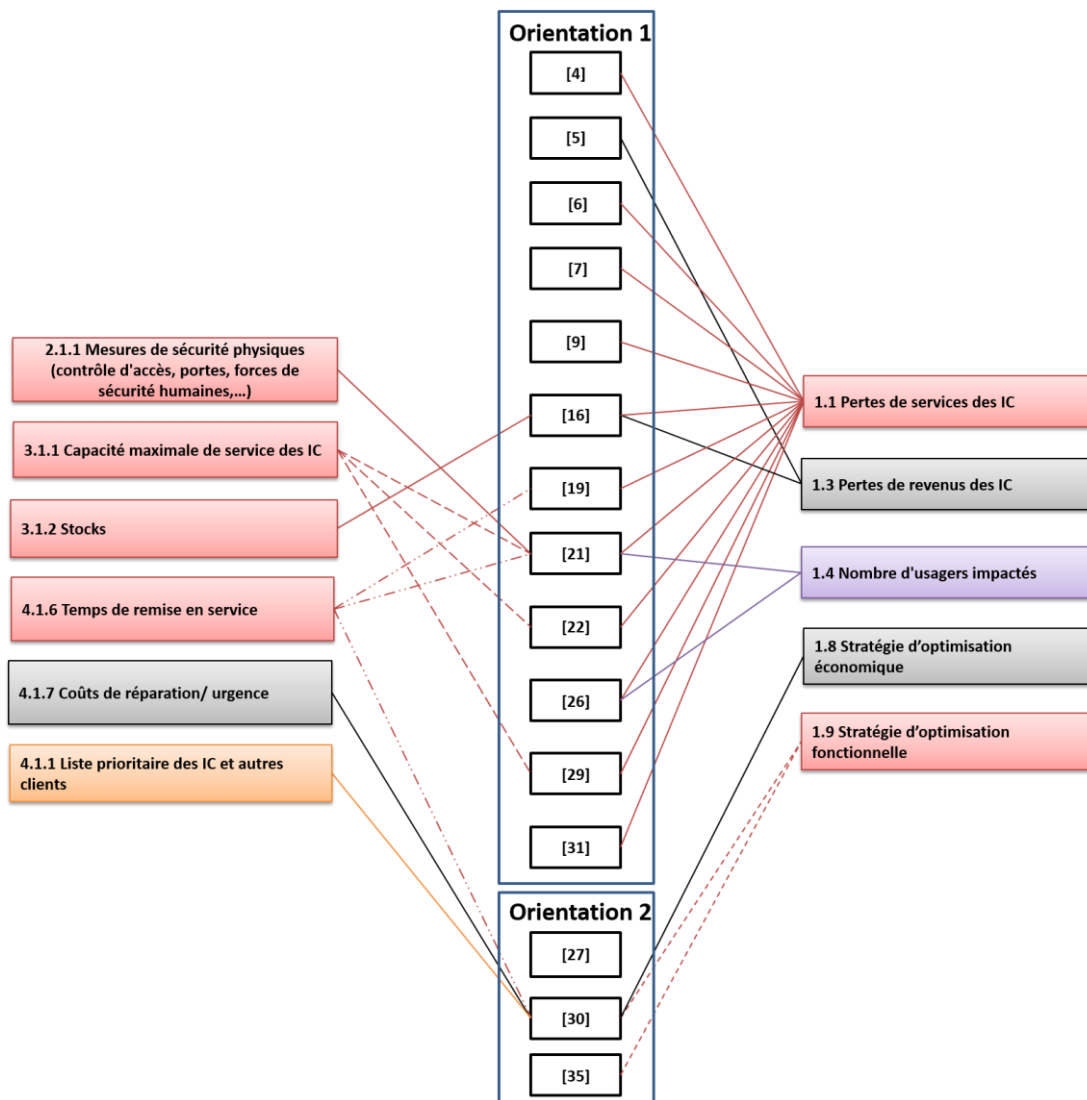 Orientation 1
[4]
[5]
[6]
[7]
[9]
[16]
[19]
[21]
[22]
[26]
[29]
[31]
Orientation 2
[27]
[30]
[35]
2.1.1 Mesures de sécurité physiques
(contrôle d'accès, portes, forces de
sécurité humaines,...)
3.1.1 Capacité maximale de service des IC
3.1.2 Stocks
4.1.6 Temps de remise en service
4.1.7 Coûts de réparation/ urgence
4.1.1 Liste prioritaire des IC et autres
clients
1.1 Pertes de services des IC
1.3 Pertes de revenus des IC
1.4 Nombre d'usagers impactés
1.8 Stratégie d’optimisation
économique
1.9 Stratégie d’optimisation
fonctionnelle